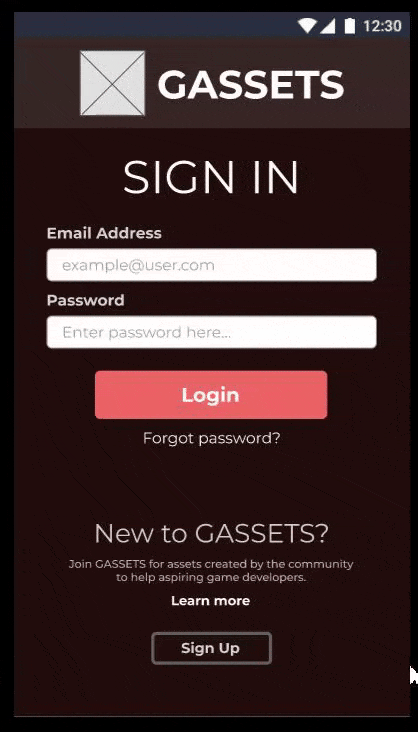 12:30
GASSETS
SIGN IN
Email Address
example@user.com
Password
Enter password here...
Login
Forgot password?
New to GASSETS?
Join GASSETS for assets created by the community
to help aspiring game developers.
Learn more
Sign Up